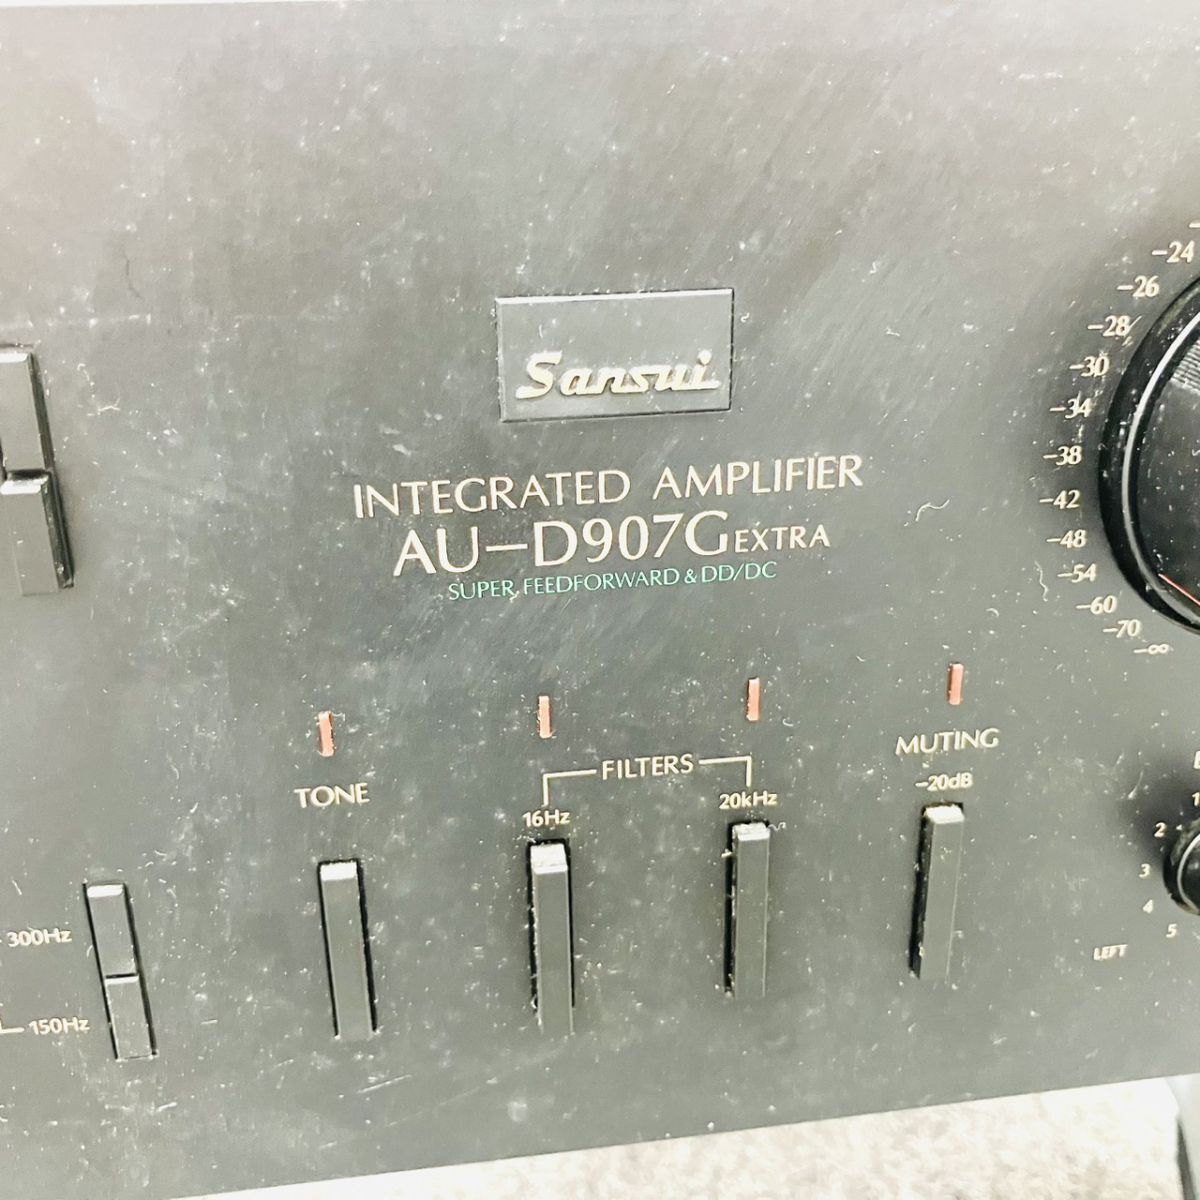 Sansui
INTEGRATED AMPLIFIER
AU-D907G EXTRA
SUPER FEEDFORWARD & DD/DC
-24
-26
-28
-30
-34
-38
-42
-48
-54
-60
-70
-∞
TONE
FILTERS
16Hz
20kHz
MUTING
-20dB
300Hz
150Hz
2
3
4
5
LEFT